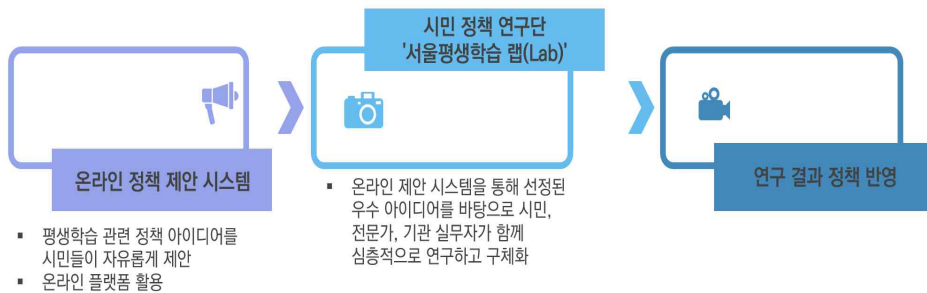 온라인 정책 제안 시스템
▪ 평생학습 관련 정책 아이디어를
시민들이 자유롭게 제안
▪ 온라인 플랫폼 활용
시민 정책 연구단
'서울평생학습 랩(Lab)'
▪ 온라인 제안 시스템을 통해 선정된
우수 아이디어를 바탕으로 시민,
전문가, 기관 실무자가 함께
심층적으로 연구하고 구체화
연구 결과 정책 반영